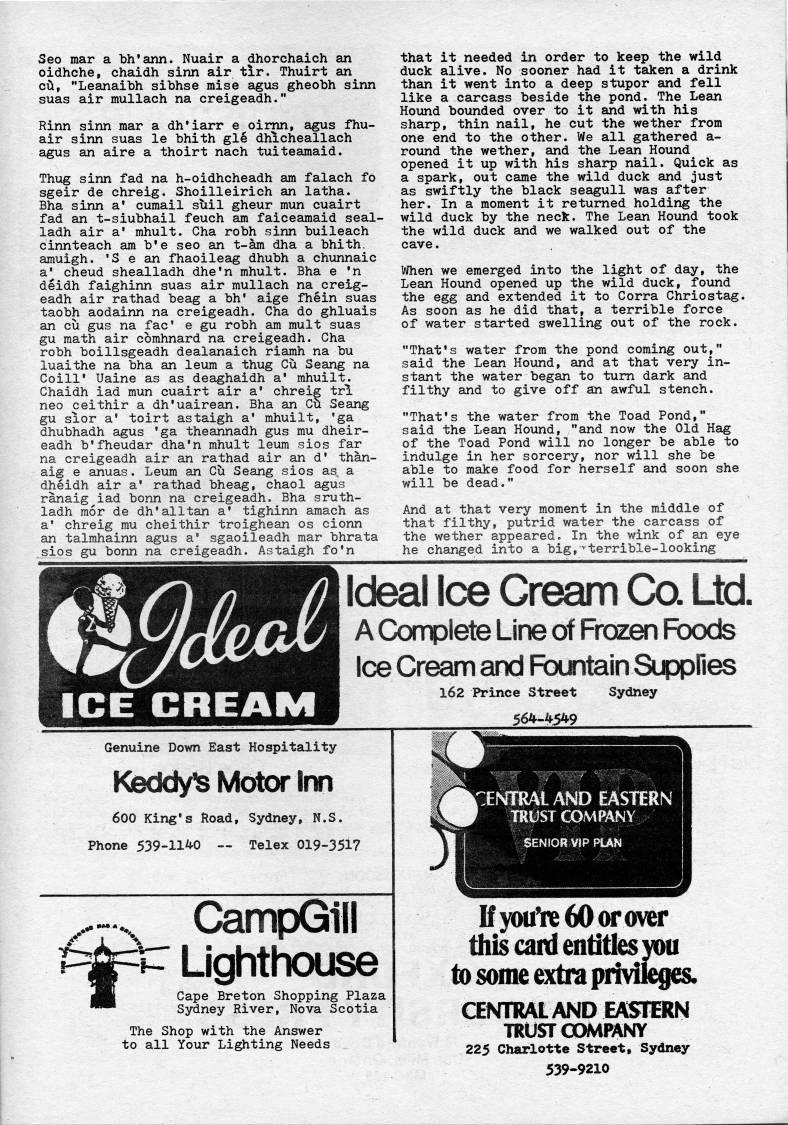 Seo mar a bh'ann. Nuair a dhorchaich an
oidhche, chaidh sinn air tìr. Thuirt an
cù, "Leanaibh sibhse mise agus gheobh sinn
suas air mullach na creigeadh."

Rinn sinn mar a dh'iarr e oirnn, agus fhu-
air sinn suas le bhith glé dhìcheallach
agus an aire a thoirt nach tuiteamaid.

Thug sinn fad na h-oidhcheadh am falach fo
sgeir de chreig. Shoilleirich an latha.
Bha sinn a' cumail sùil gheur mun cuairt
fad an t-siubhail feuch am faiceamaid seal-
ladh air a' mhult. Cha robh sinn buileach
cinnteach am b'e seo an t-àm dha a bhith
amuigh. 'S e an fhaoileag dhubh a chunnaic
a' cheud shealladh dhe'n mhult. Bha e 'n
déidh faighinn suas air mullach na creig-
eadh air rathad beag a bh' aige fhéin suas
taobh aodainn na creigeadh. Cha do ghluais
an cù gus na fac' e gu robh am mult suas
gu math air còmhnard na creigeadh. Cha
robh boillsgeadh dealanaich riamh na bu
luaithe na bha an leum a thug Cù Seang na
Coill' Uaine as as deaghaidh a' mhuilt.
Chaidh iad mun cuairt air a' chreig trì
neo ceithir a dh'uairean. Bha an Cù Seang
gu sìor a' toirt astaigh a' mhuilt, 'ga
dhubhadh agus 'ga theannadh gus mu dheir-
eadh b'fheudar dha'n mhult leum sios far
na creigeadh air an rathad air an d' thàn-
aig e anuas. Leum an Cù Seang sios as a
dhéidh air a' rathad bheag, chaol agus
rànaig iad bonn na creigeadh. Bha sruth-
ladh mór de dh'alltan a' tighinn amach as
a' chreig mu cheithir troighean os cionn
an talmhainn agus a' sgaoileadh mar bhrata
sios gu bonn na creigeadh. Astaigh fo'n

that it needed in order to keep the wild
duck alive. No sooner had it taken a drink
than it went into a deep stupor and fell
like a carcass beside the pond. The Lean
Hound bounded over to it and with his
sharp, thin nail, he cut the wether from
one end to the other. We all gathered a-
round the wether, and the Lean Hound
opened it up with his sharp nail. Quick as
a spark, out came the wild duck and just
as swiftly the black seagull was after
her. In a moment it returned holding the
wild duck by the neck. The Lean Hound took
the wild duck and we walked out of the
cave.

When we emerged into the light of day, the
Lean Hound opened up the wild duck, found
the egg and extended it to Corra Chriostag.
As soon as he did that, a terrible force
of water started swelling out of the rock.

"That's water from the pond coming out,"
said the Lean Hound, and at that very in-
stant the water began to turn dark and
filthy and to give off an awful stench.

"That's the water from the Toad Pond,"
said the Lean Hound, "and now the Old Hag
of the Toad Pond will no longer be able to
indulge in her sorcery, nor will she be
able to make food for herself and soon she
will be dead."

And at that very moment in the middle of
that filthy, putrid water the carcass of
the wether appeared. In the wink of an eye
he changed into a big, terrible-looking

Ideal
ICE CREAM
Ideal Ice Cream Co. Ltd.
A Complete Line of Frozen Foods
Ice Cream and Fountain Supplies
162 Prince Street Sydney
564-4549

Genuine Down East Hospitality
Keddy's Motor Inn
600 King's Road, Sydney, N.S.
Phone 539-1140 -- Telex 019-3517

THE LIGHTHOUSE HAS A BRIGHTER IDEA
CampGill
Lighthouse
Cape Breton Shopping Plaza
Sydney River, Nova Scotia
The Shop with the Answer
to all Your Lighting Needs

VIP
CENTRAL AND EASTERN
TRUST COMPANY
SENIOR VIP PLAN
If you're 60 or over
this card entitles you
to some extra privileges.
CENTRAL AND EASTERN
TRUST COMPANY
225 Charlotte Street, Sydney
539-9210